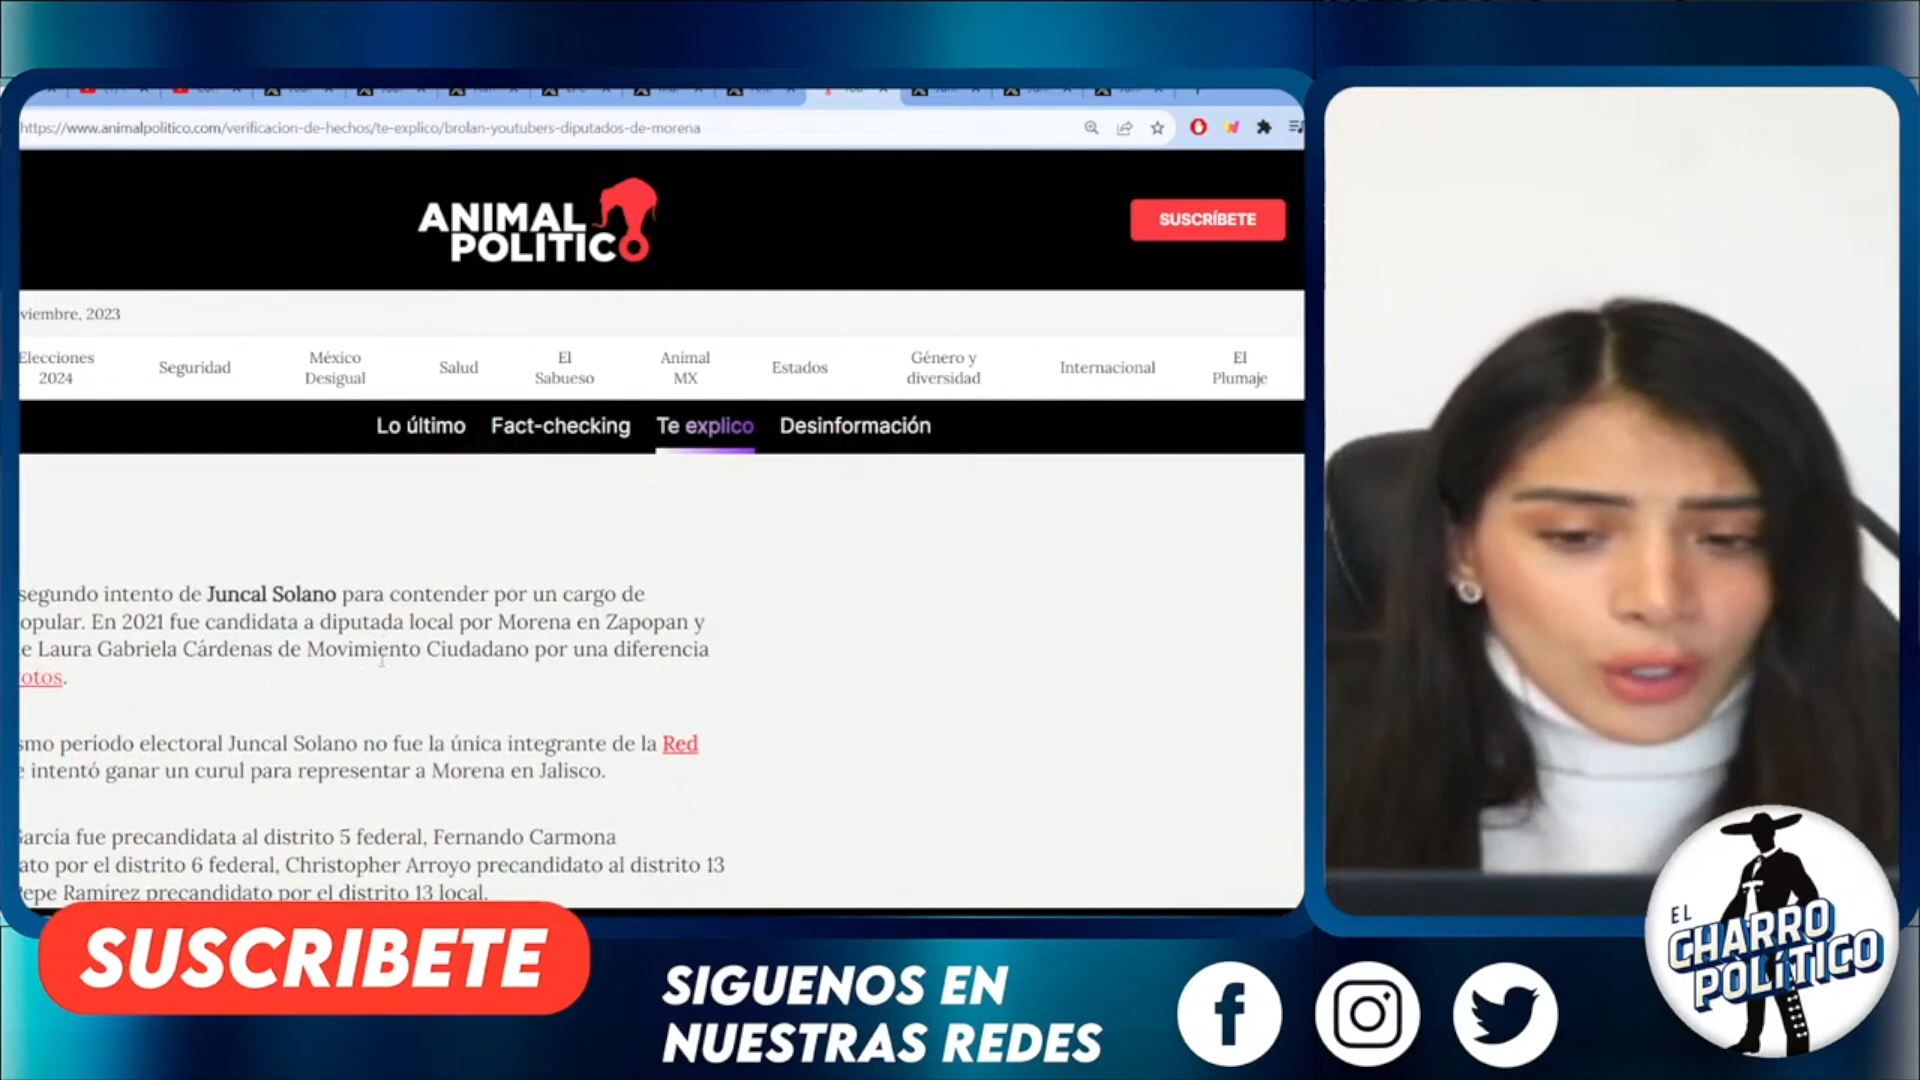 https://www.animalpolitico.com/verificacion-de-hechos/te-explico/brolan-youtubers-diputados-de-morena
ANIMAL
POLITICO
SUSCRÍBETE
viembre, 2023
Elecciones
2024
Seguridad
México
Desigual
Salud
El
Sabueso
Animal
MX
Estados
Género y
diversidad
Internacional
El
Plumaje
Lo último
Fact-checking
Te explico
Desinformación
segundo intento de Juncal Solano para contender por un cargo de
opular. En 2021 fue candidata a diputada local por Morena en Zapopan y
e Laura Gabriela Cárdenas de Movimiento Ciudadano por una diferencia
otos.
smo período electoral Juncal Solano no fue la única integrante de la Red
e intentó ganar un curul para representar a Morena en Jalisco.
García fue precandidata al distrito 5 federal, Fernando Carmona
ato por el distrito 6 federal, Christopher Arroyo precandidato al distrito 13
Pepe Ramírez precandidato por el distrito 13 local.
SUSCRIBETE
SIGUENOS EN
NUESTRAS REDES
EL
CHARRO
POLÍTICO